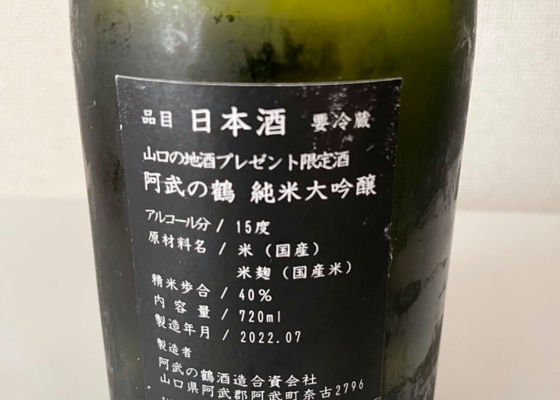 品目 日本酒 要冷蔵
山口の地酒プレゼント限定酒
阿武の鶴 純米大吟醸
アルコール分 / 15度
原材料名 / 米(国産)
米麹(国産米)
精米歩合 / 40%
内容量 / 720ml
製造年月 / 2022.07
製造者
阿武の鶴酒造合資会社
山口県阿武郡阿武町奈古2796